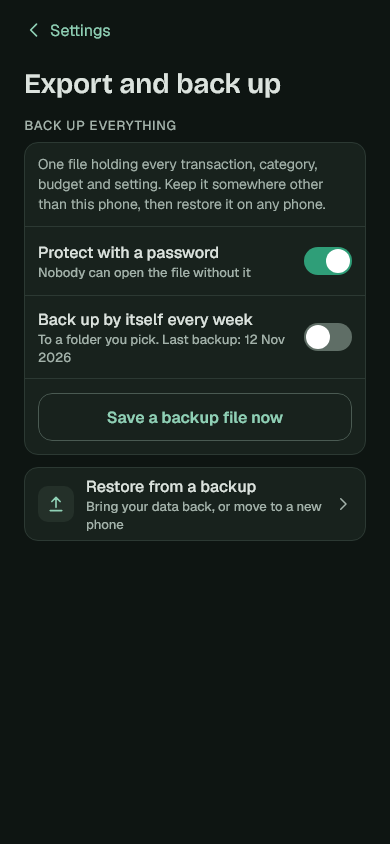 Settings
Export and back up
BACK UP EVERYTHING
One file holding every transaction, category,
budget and setting. Keep it somewhere other
than this phone, then restore it on any phone.
Protect with a password
Nobody can open the file without it
Back up by itself every week
To a folder you pick. Last backup: 12 Nov
2026
Save a backup file now
Restore from a backup
Bring your data back, or move to a new
phone